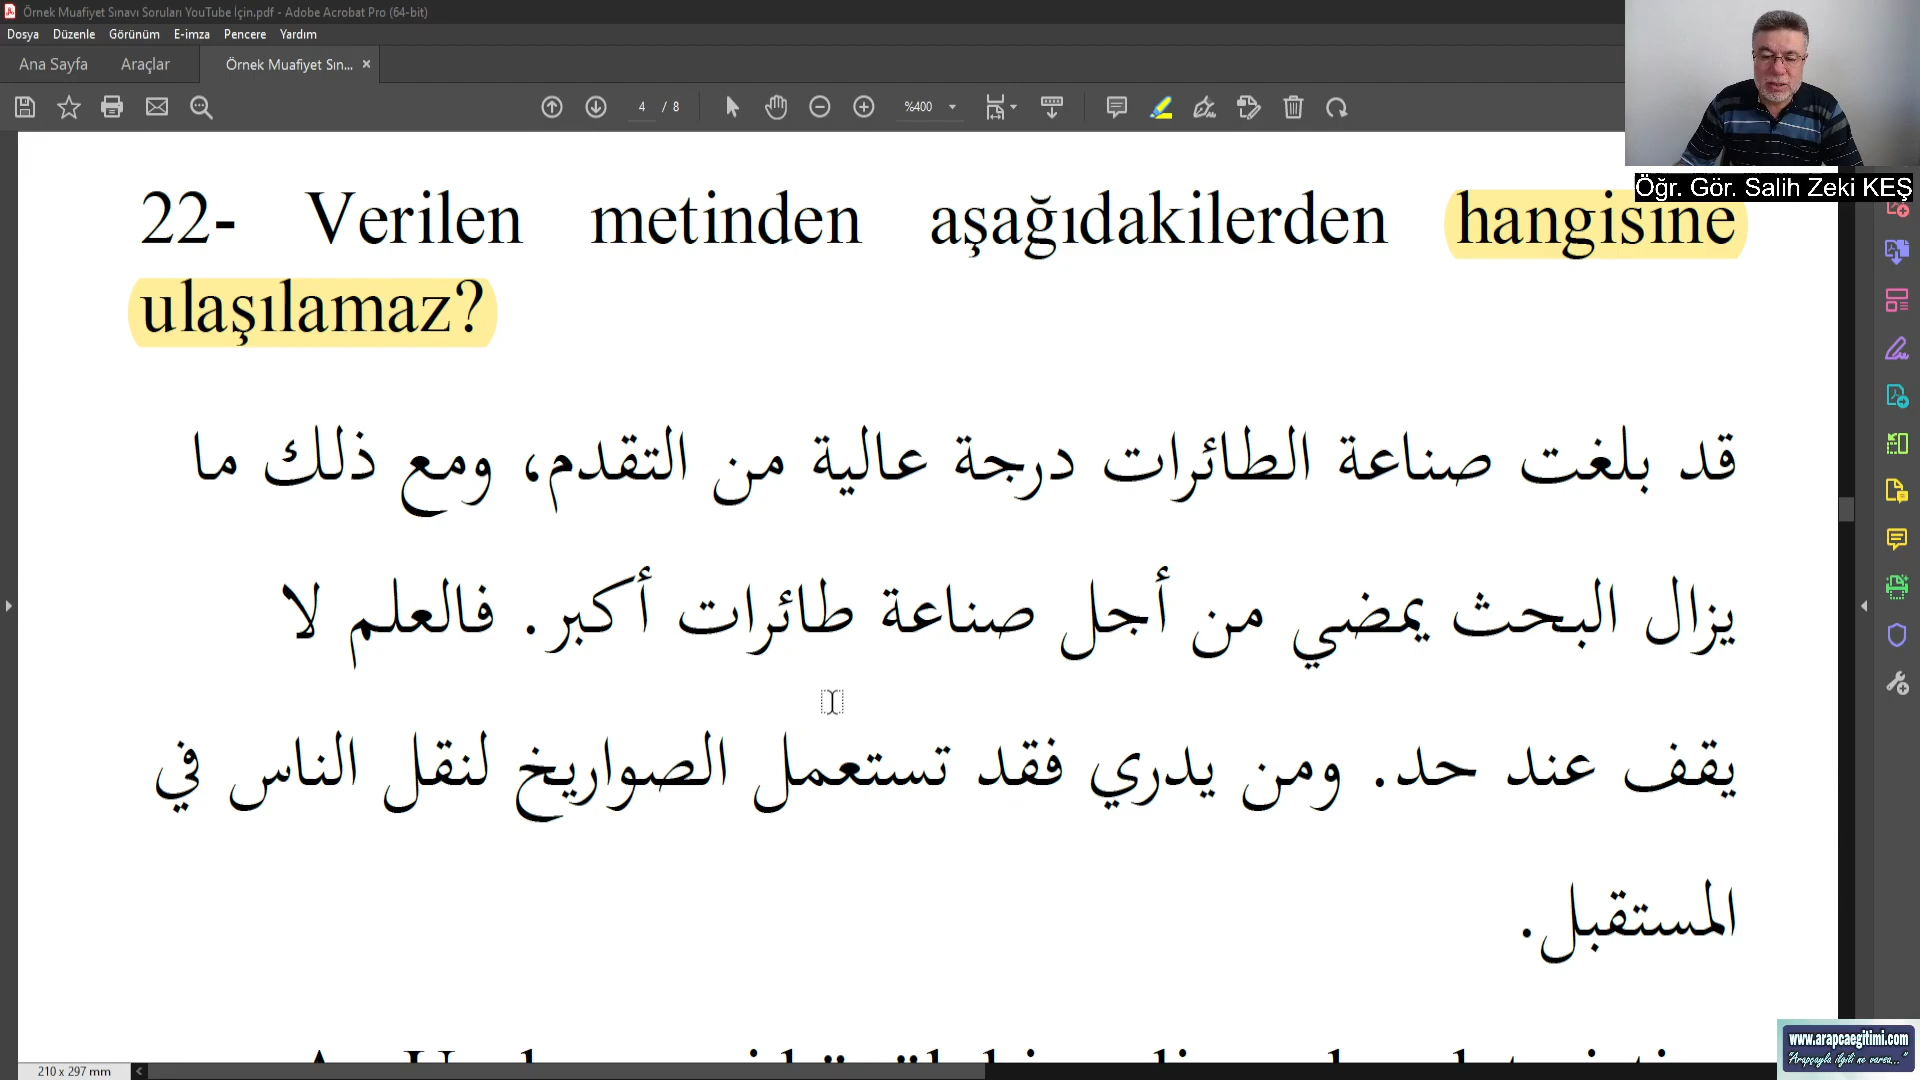 Örnek Muafiyet Sınavı Soruları YouTube İçin.pdf - Adobe Acrobat Pro (64-bit)
Dosya Düzenle Görünüm E-imza Pencere Yardım
Ana Sayfa Araçlar Örnek Muafiyet Sın... ×
4 / 8 %400
Öğr. Gör. Salih Zeki KEŞ
22- Verilen metinden aşağıdakilerden hangisine
ulaşılamaz?
قد بلغت صناعة الطائرات درجة عالية من التقدم، ومع ذلك ما
يزال البحث يمضي من أجل صناعة طائرات أكبر. فالعلم لا
يقف عند حد. ومن يدري فقد تستعمل الصواريخ لنقل الناس في
المستقبل.
www.arapcaegitimi.com
"Arapçayla ilgili ne varsa..."
210 x 297 mm